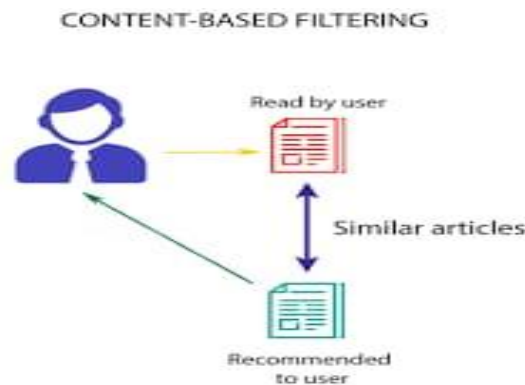 CONTENT-BASED FILTERING
Read by user
Similar articles
Recommended
to user